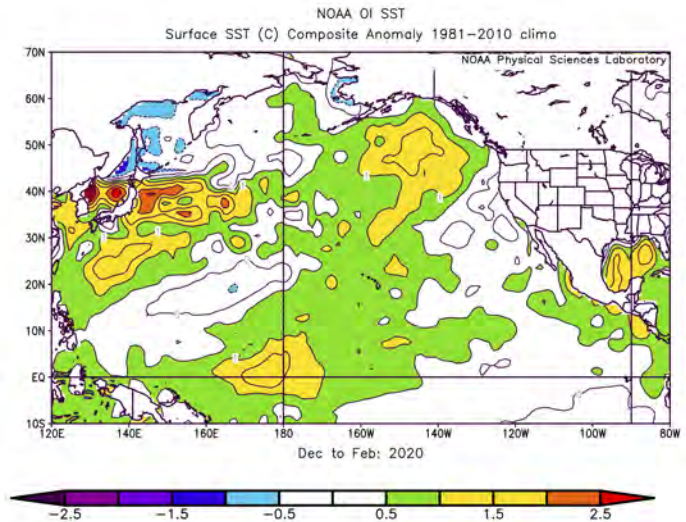 NOAA OI SST
Surface SST (C) Composite Anomaly 1981-2010 climo
NOAA Physical Sciences Laboratory
70N
60N
50N
40N
30N
20N
10N
EQ
10S
120E 140E 160E 180 160W 140W 120W 100W 80W
Dec to Feb: 2020
-2.5 -1.5 -0.5 0.5 1.5 2.5